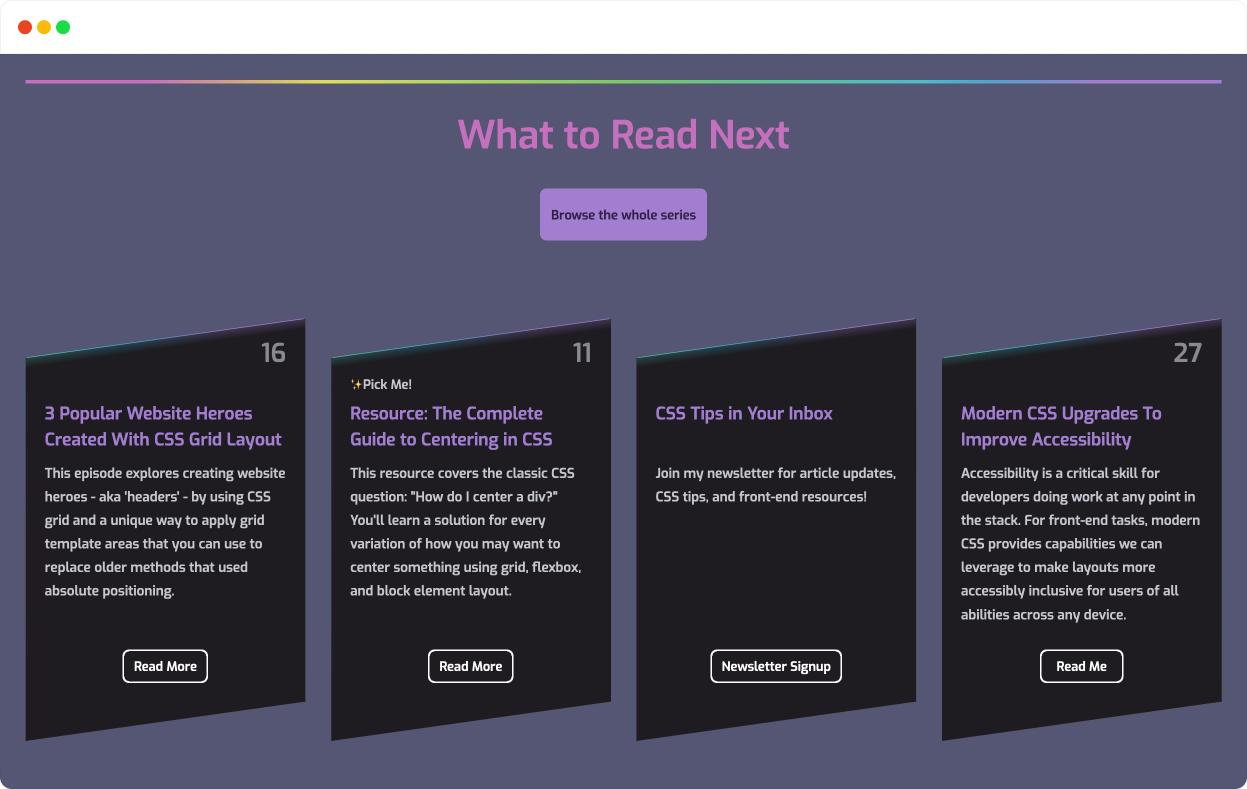 What to Read Next
Browse the whole series
16
3 Popular Website Heroes
Created With CSS Grid Layout
This episode explores creating website
heroes - aka 'headers' - by using CSS
grid and a unique way to apply grid
template areas that you can use to
replace older methods that used
absolute positioning.
Read More
11
✨Pick Me!
Resource: The Complete
Guide to Centering in CSS
This resource covers the classic CSS
question: "How do I center a div?"
You'll learn a solution for every
variation of how you may want to
center something using grid, flexbox,
and block element layout.
Read More
CSS Tips in Your Inbox
Join my newsletter for article updates,
CSS tips, and front-end resources!
Newsletter Signup
27
Modern CSS Upgrades To
Improve Accessibility
Accessibility is a critical skill for
developers doing work at any point in
the stack. For front-end tasks, modern
CSS provides capabilities we can
leverage to make layouts more
accessibly inclusive for users of all
abilities across any device.
Read Me